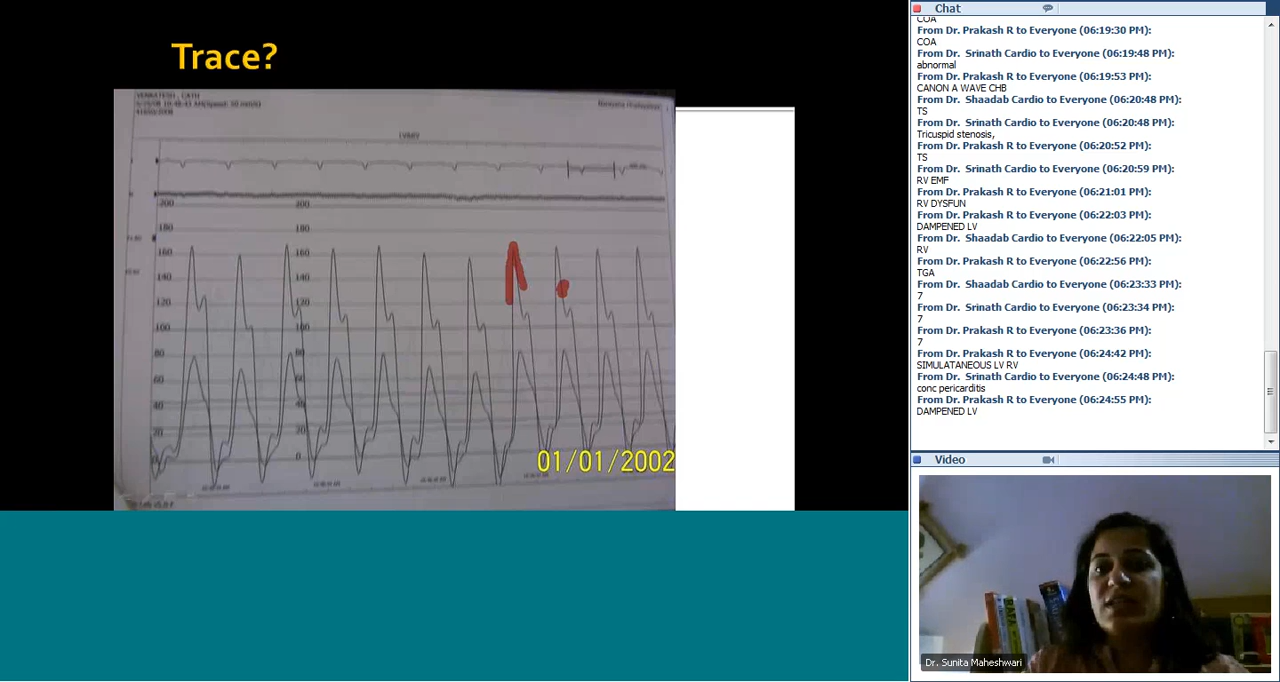 Trace?
200
200
180
180
160
160
140
140
120
120
100
100
80
80
60
60
40
40
20
20
0
0
01/01/2002
Chat
COA
From Dr. Prakash R to Everyone (06:19:30 PM):
COA
From Dr. Srinath Cardio to Everyone (06:19:48 PM):
abnormal
From Dr. Prakash R to Everyone (06:19:53 PM):
CANON A WAVE CHB
From Dr. Shaadab Cardio to Everyone (06:20:48 PM):
TS
From Dr. Srinath Cardio to Everyone (06:20:48 PM):
Tricuspid stenosis,
From Dr. Prakash R to Everyone (06:20:52 PM):
TS
From Dr. Srinath Cardio to Everyone (06:20:59 PM):
RV EMF
From Dr. Prakash R to Everyone (06:21:01 PM):
RV DYSFUN
From Dr. Prakash R to Everyone (06:22:03 PM):
DAMPENED LV
From Dr. Shaadab Cardio to Everyone (06:22:05 PM):
RV
From Dr. Prakash R to Everyone (06:22:56 PM):
TGA
From Dr. Shaadab Cardio to Everyone (06:23:33 PM):
7
From Dr. Srinath Cardio to Everyone (06:23:34 PM):
7
From Dr. Prakash R to Everyone (06:23:36 PM):
7
From Dr. Prakash R to Everyone (06:24:42 PM):
SIMULATANEOUS LV RV
From Dr. Srinath Cardio to Everyone (06:24:48 PM):
conc pericarditis
From Dr. Prakash R to Everyone (06:24:55 PM):
DAMPENED LV
Video
Dr. Sunita Maheshwari